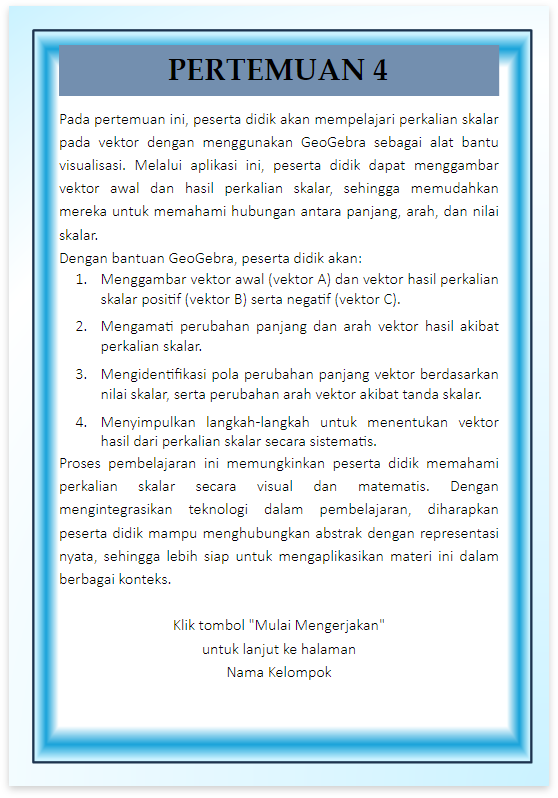 PERTEMUAN 4
Pada pertemuan ini, peserta didik akan mempelajari perkalian skalar
pada vektor dengan menggunakan GeoGebra sebagai alat bantu
visualisasi. Melalui aplikasi ini, peserta didik dapat menggambar
vektor awal dan hasil perkalian skalar, sehingga memudahkan
mereka untuk memahami hubungan antara panjang, arah, dan nilai
skalar.
Dengan bantuan GeoGebra, peserta didik akan:
1. Menggambar vektor awal (vektor A) dan vektor hasil perkalian
skalar positif (vektor B) serta negatif (vektor C).
2. Mengamati perubahan panjang dan arah vektor hasil akibat
perkalian skalar.
3. Mengidentifikasi pola perubahan panjang vektor berdasarkan
nilai skalar, serta perubahan arah vektor akibat tanda skalar.
4. Menyimpulkan langkah-langkah untuk menentukan vektor
hasil dari perkalian skalar secara sistematis.
Proses pembelajaran ini memungkinkan peserta didik memahami
perkalian skalar secara visual dan matematis. Dengan
mengintegrasikan teknologi dalam pembelajaran, diharapkan
peserta didik mampu menghubungkan abstrak dengan representasi
nyata, sehingga lebih siap untuk mengaplikasikan materi ini dalam
berbagai konteks.
Klik tombol "Mulai Mengerjakan"
untuk lanjut ke halaman
Nama Kelompok